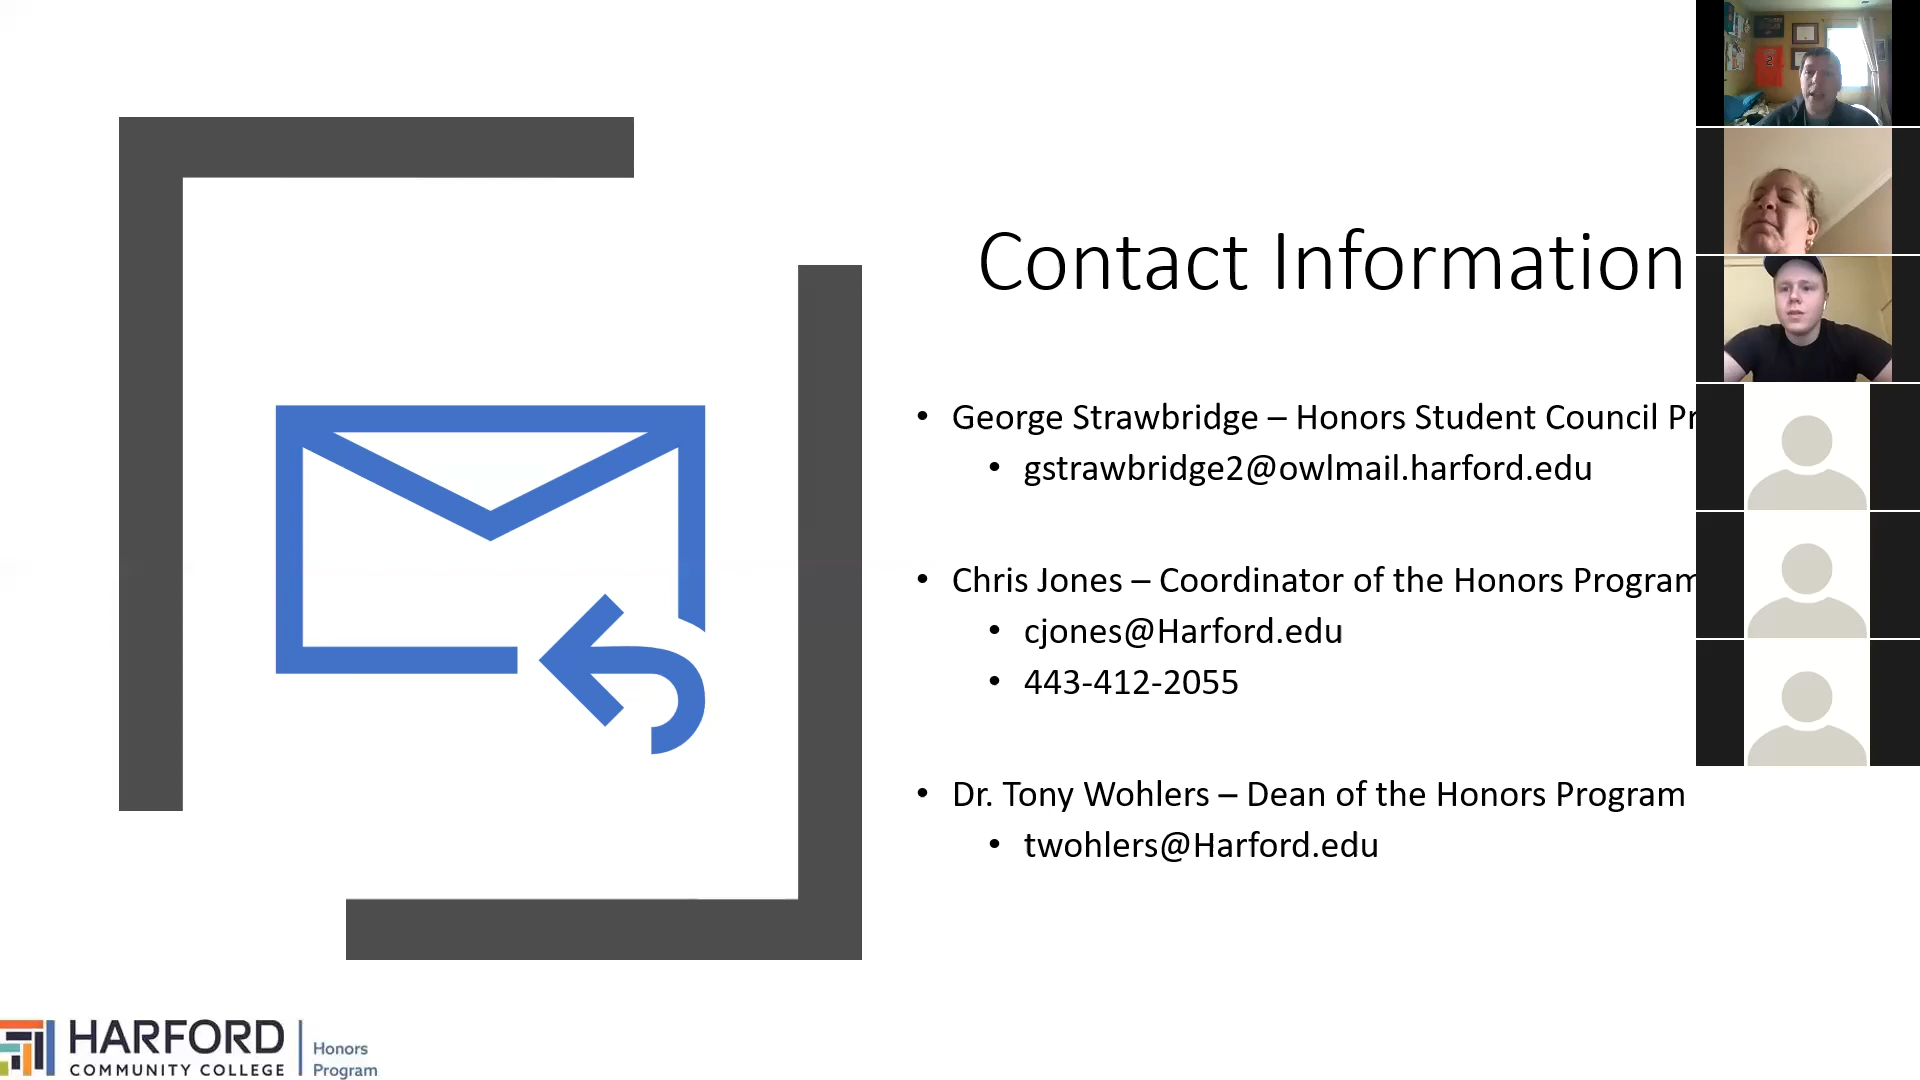 Contact Information
George Strawbridge – Honors Student Council Pr
gstrawbridge2@owlmail.harford.edu
Chris Jones – Coordinator of the Honors Program
cjones@Harford.edu
443-412-2055
Dr. Tony Wohlers – Dean of the Honors Program
twohlers@Harford.edu
HARFORD
COMMUNITY COLLEGE
Honors
Program
2